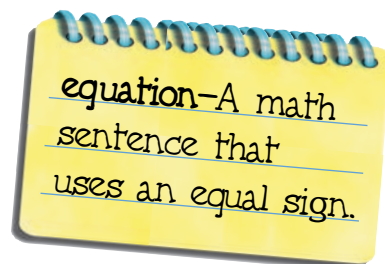 equation–A math
sentence that
uses an equal sign.